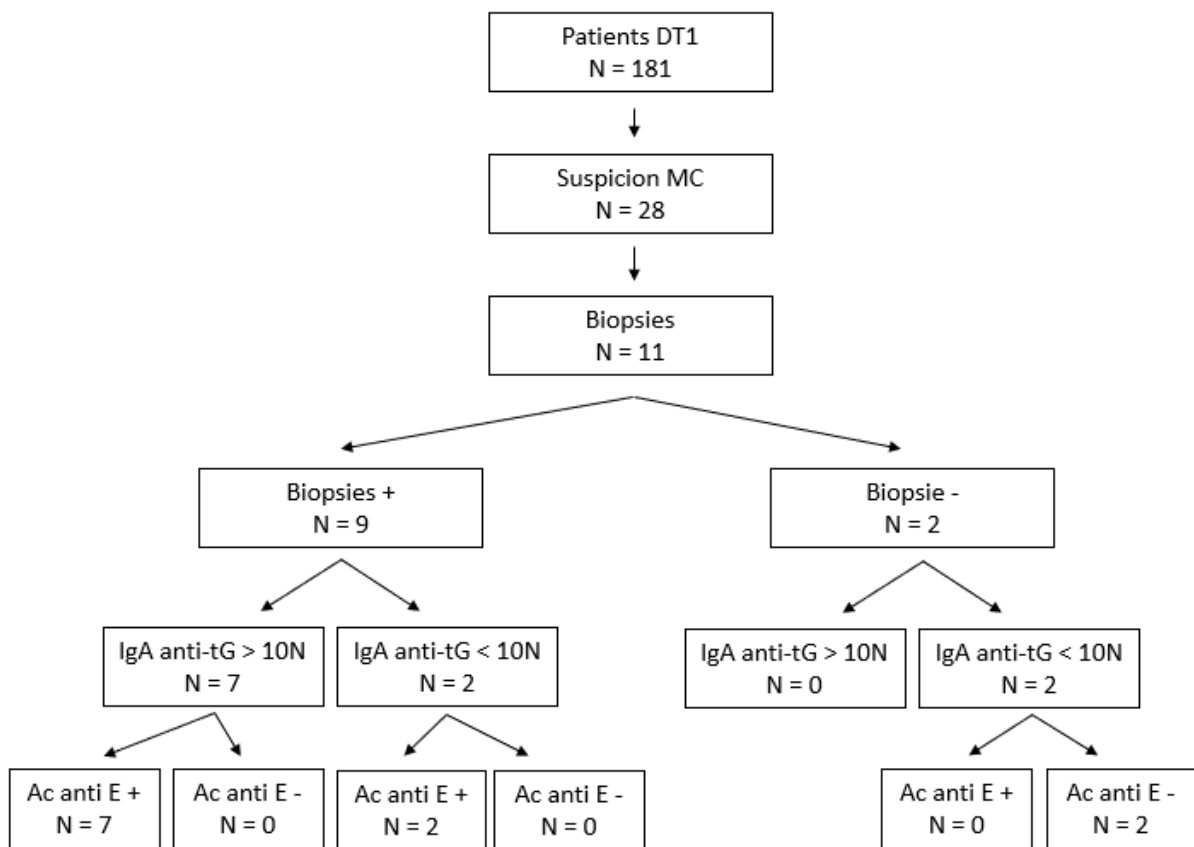 Patients DT1
N = 181
Suspicion MC
N = 28
Biopsies
N = 11
Biopsies +
N = 9
Biopsie -
N = 2
IgA anti-tG > 10N
N = 7
IgA anti-tG < 10N
N = 2
IgA anti-tG > 10N
N = 0
IgA anti-tG < 10N
N = 2
Ac anti E +
N = 7
Ac anti E -
N = 0
Ac anti E +
N = 2
Ac anti E -
N = 0
Ac anti E +
N = 0
Ac anti E -
N = 2